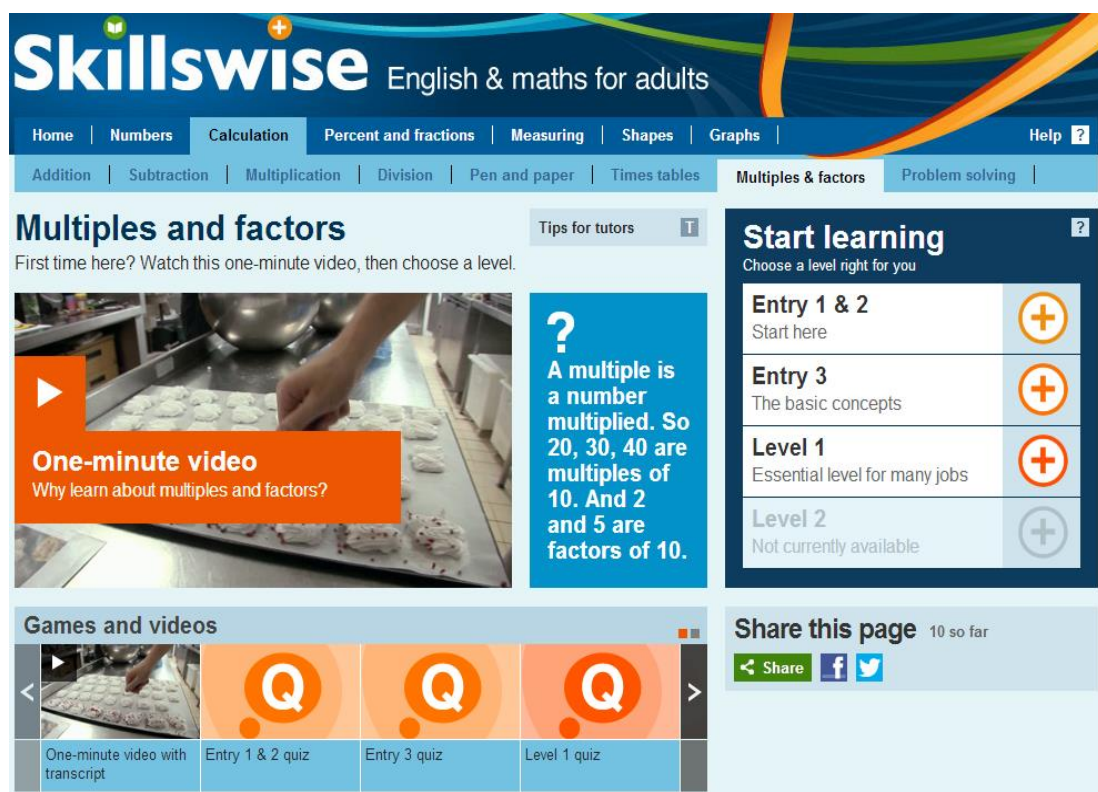 Skillswise English & maths for adults
Home Numbers Calculation Percent and fractions Measuring Shapes Graphs Help ?
Addition Subtraction Multiplication Division Pen and paper Times tables Multiples & factors Problem solving
Multiples and factors
First time here? Watch this one-minute video, then choose a level.
Tips for tutors T
One-minute video
Why learn about multiples and factors?
?
A multiple is
a number
multiplied. So
20, 30, 40 are
multiples of
10. And 2
and 5 are
factors of 10.
Start learning ?
Choose a level right for you
Entry 1 & 2
Start here
Entry 3
The basic concepts
Level 1
Essential level for many jobs
Level 2
Not currently available
Games and videos
Q Q Q
One-minute video with
transcript
Entry 1 & 2 quiz
Entry 3 quiz
Level 1 quiz
Share this page 10 so far
Share f